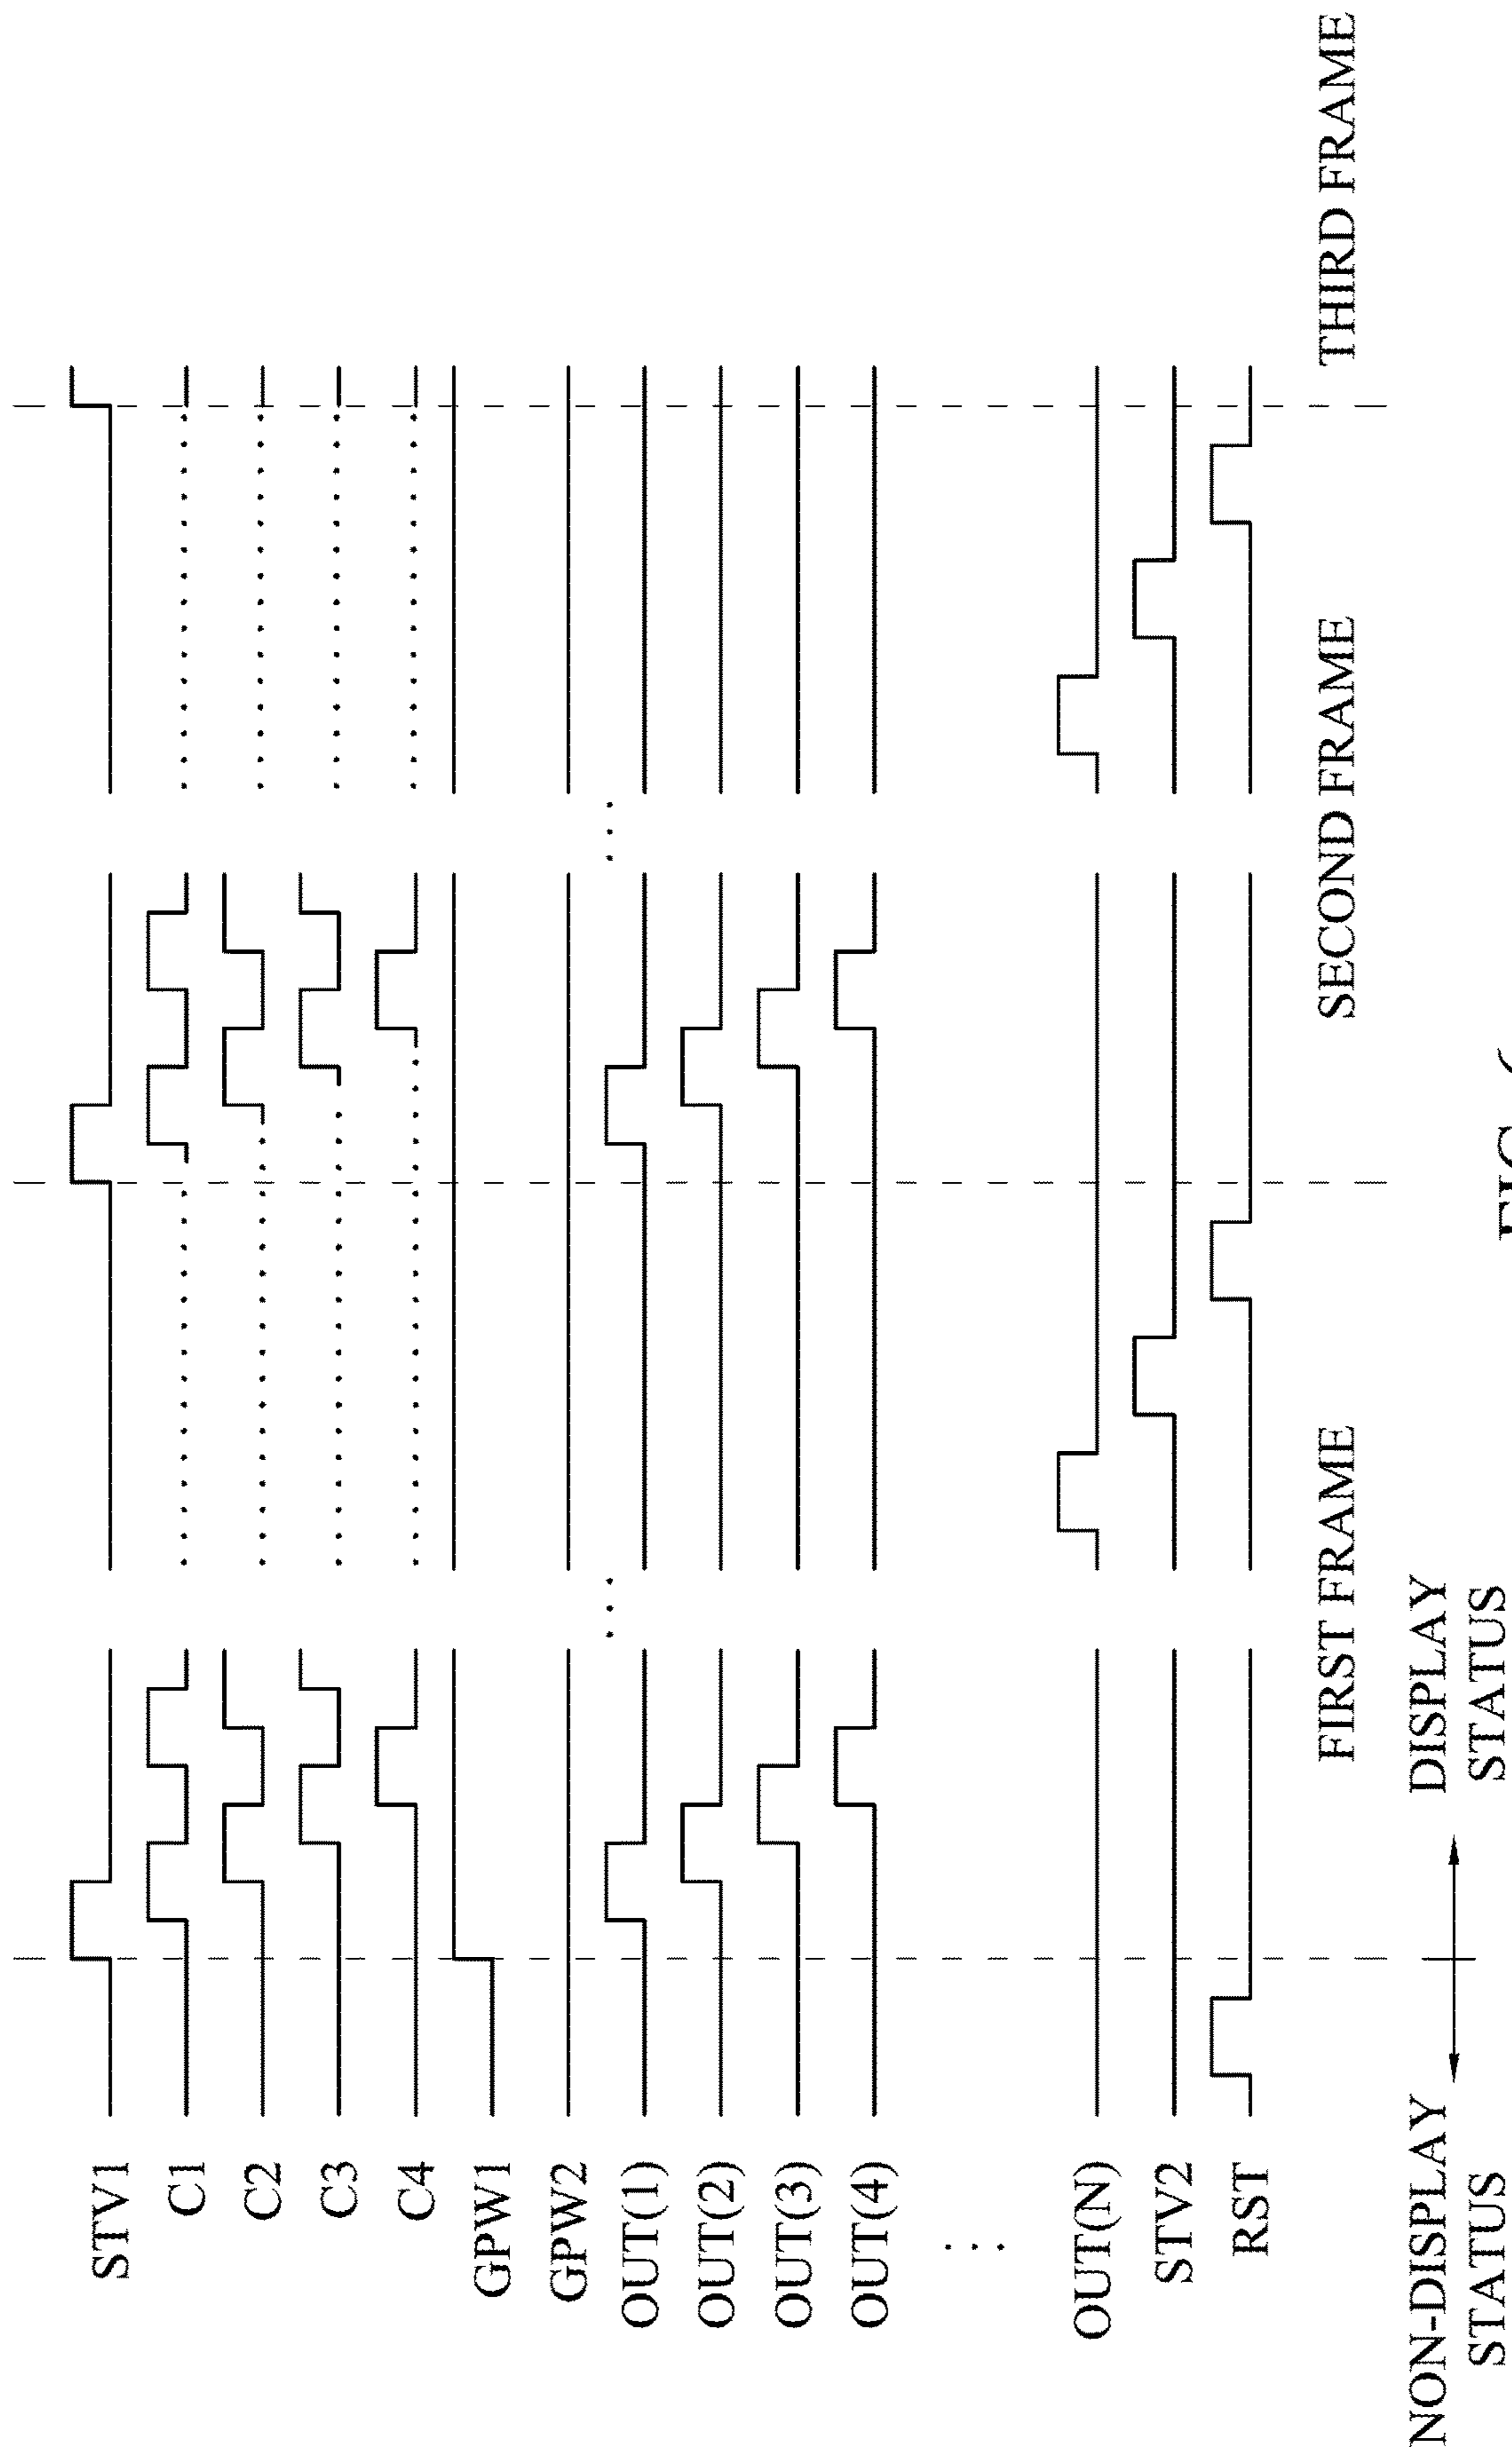 STV1
C1
C2
C3
C4
GPW1
GPW2
OUT(1)
OUT(2)
OUT(3)
OUT(4)
OUT(N)
STV2
RST
FIRST FRAME
SECOND FRAME
THIRD FRAME
NON-DISPLAY
STATUS
DISPLAY
STATUS